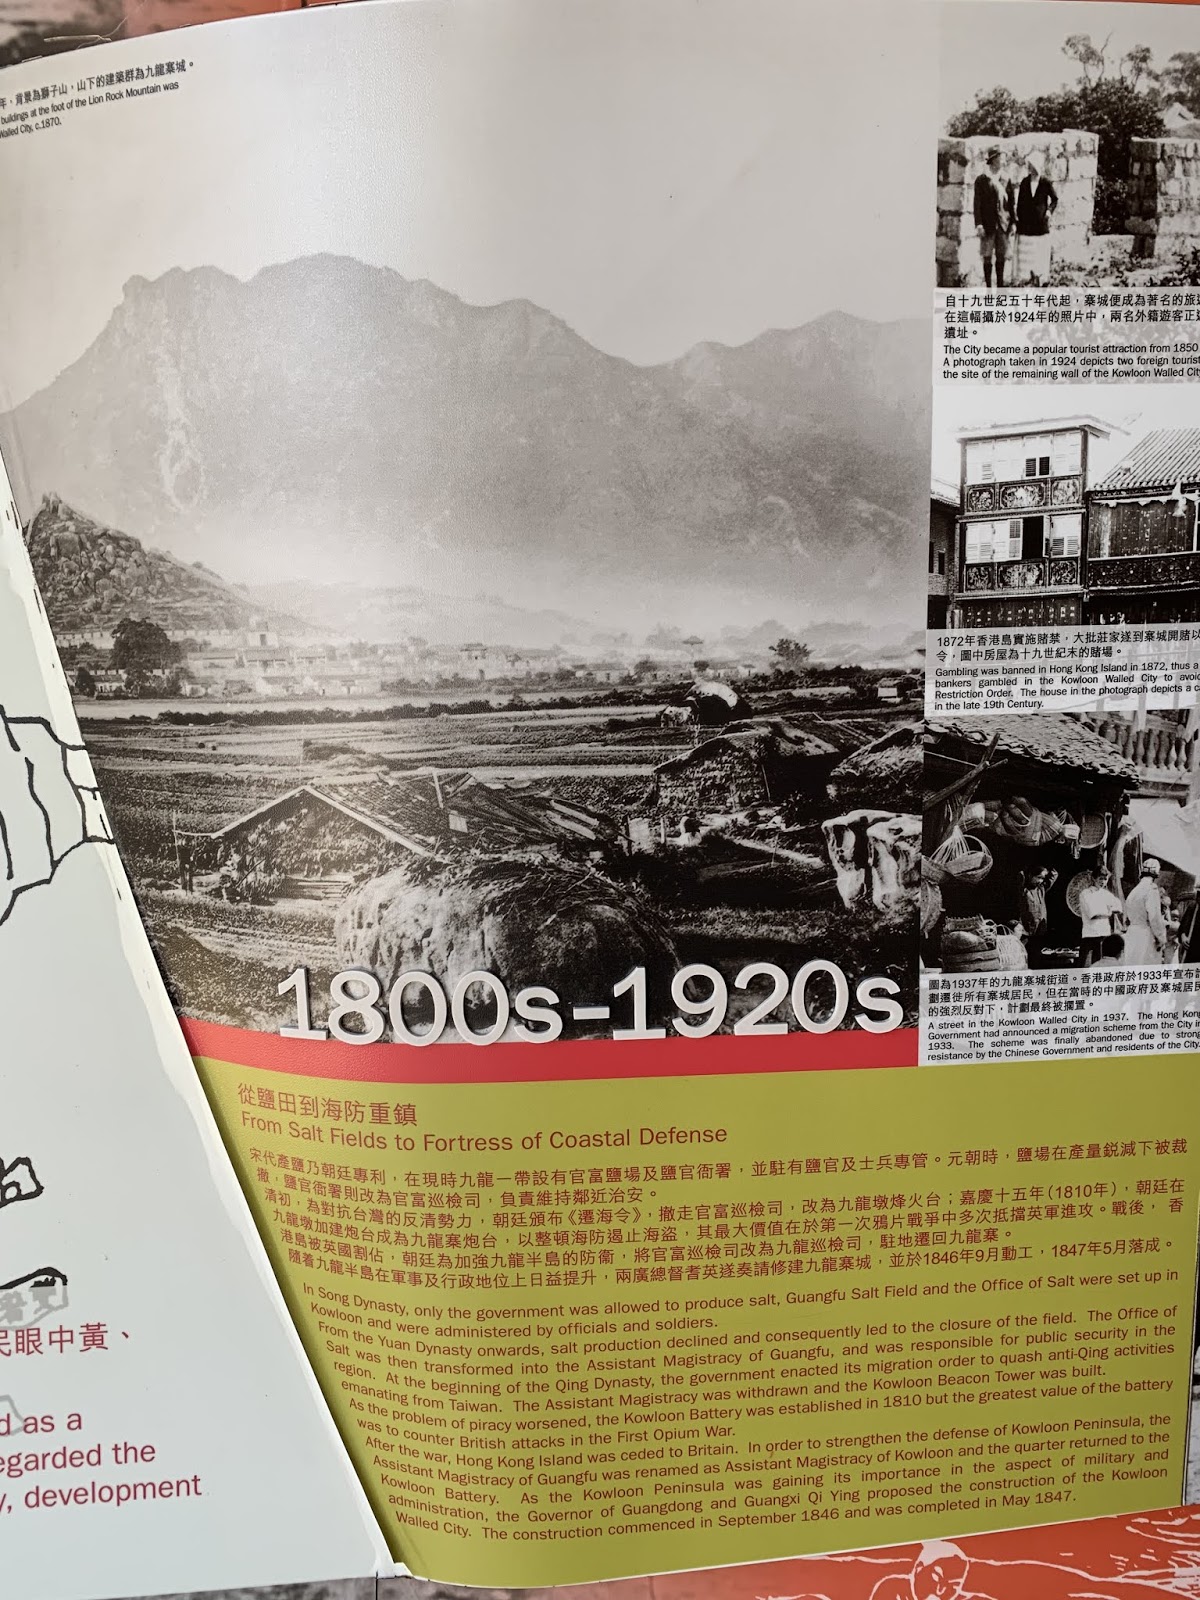 年，背景為獅子山，山下的建築群為九龍寨城。
buildings at the foot of the Lion Rock Mountain was
Walled City, c.1870.
自十九世紀五十年代起，寨城便成為著名的旅
在這幅攝於1924年的照片中，兩名外籍遊客正
遺址。
The City became a popular tourist attraction from 1850
A photograph taken in 1924 depicts two foreign tourist
the site of the remaining wall of the Kowloon Walled City
1872年香港島實施賭禁，大批莊家遂到寨城開賭以
令，圖中房屋為十九世紀末的賭場。
Gambling was banned in Hong Kong Island in 1872, thus a
bankers gambled in the Kowloon Walled City to avoid
Restriction Order. The house in the photograph depicts a
in the late 19th Century.
圖為1937年的九龍寨城街道。香港政府於1933年宣布計
劃遷徙所有寨城居民，但在當時的中國政府及寨城居民
的強烈反對下，計劃最終被擱置。
A street in the Kowloon Walled City in 1937. The Hong Kong
Government had announced a migration scheme from the City in
1933. The scheme was finally abandoned due to strong
resistance by the Chinese Government and residents of the City.
1800s-1920s
從鹽田到海防重鎮
From Salt Fields to Fortress of Coastal Defense
宋代產鹽乃朝廷專利，在現時九龍一帶設有官富鹽場及鹽官衙署，並駐有鹽官及士兵專管。元朝時，鹽場在產量銳減下被裁
撤，鹽官衙署則改為官富巡檢司，負責維持鄰近治安。
清初，為對抗台灣的反清勢力，朝廷頒布《遷海令》，撤走官富巡檢司，改為九龍墩烽火台；嘉慶十五年（1810年），朝廷在
九龍墩加建炮台成為九龍寨炮台，以整頓海防遏止海盜，其最大價值在於第一次鴉片戰爭中多次抵擋英軍進攻。戰後，香
港島被英國割佔，朝廷為加強九龍半島的防衞，將官富巡檢司改為九龍巡檢司，駐地遷回九龍寨。
隨着九龍半島在軍事及行政地位上日益提升，兩廣總督耆英遂奏請修建九龍寨城，並於1846年9月動工，1847年5月落成。
In Song Dynasty, only the government was allowed to produce salt, Guangfu Salt Field and the Office of Salt were set up in
Kowloon and were administered by officials and soldiers.
From the Yuan Dynasty onwards, salt production declined and consequently led to the closure of the field. The Office of
Salt was then transformed into the Assistant Magistracy of Guangfu, and was responsible for public security in the
region. At the beginning of the Qing Dynasty, the government enacted its migration order to quash anti-Qing activities
emanating from Taiwan. The Assistant Magistracy was withdrawn and the Kowloon Beacon Tower was built.
As the problem of piracy worsened, the Kowloon Battery was established in 1810 but the greatest value of the battery
was to counter British attacks in the First Opium War.
After the war, Hong Kong Island was ceded to Britain. In order to strengthen the defense of Kowloon Peninsula, the
Assistant Magistracy of Guangfu was renamed as Assistant Magistracy of Kowloon and the quarter returned to the
Kowloon Battery. As the Kowloon Peninsula was gaining its importance in the aspect of military and
administration, the Governor of Guangdong and Guangxi Qi Ying proposed the construction of the Kowloon
Walled City. The construction commenced in September 1846 and was completed in May 1847.
民眼中黃、
d as a
egarded the
y, development